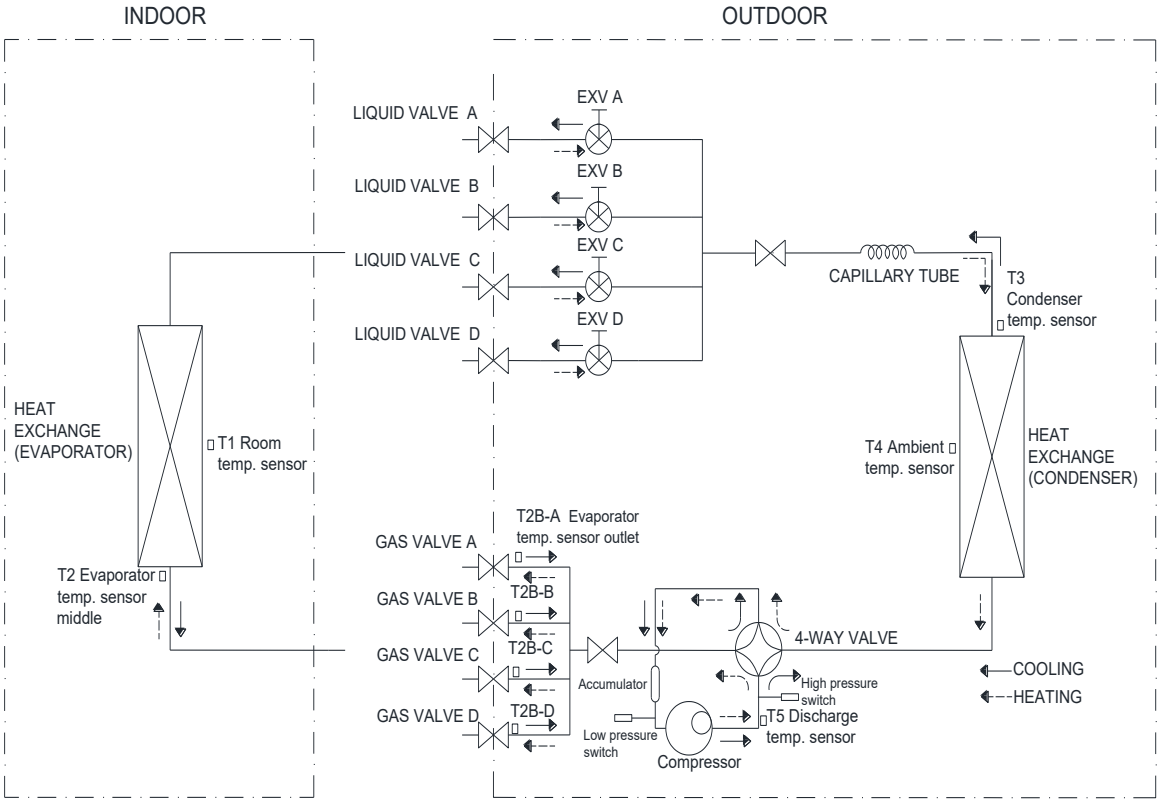 INDOOR
OUTDOOR
EXV A
LIQUID VALVE A
EXV B
LIQUID VALVE B
EXV C
LIQUID VALVE C
CAPILLARY TUBE
T3
Condenser
temp. sensor
EXV D
LIQUID VALVE D
HEAT
EXCHANGE
(EVAPORATOR)
T1 Room
temp. sensor
T4 Ambient
temp. sensor
HEAT
EXCHANGE
(CONDENSER)
T2B-A Evaporator
temp. sensor outlet
GAS VALVE A
T2 Evaporator
temp. sensor
middle
T2B-B
GAS VALVE B
4-WAY VALVE
T2B-C
GAS VALVE C
COOLING
Accumulator
High pressure
switch
HEATING
T2B-D
GAS VALVE D
T5 Discharge
temp. sensor
Low pressure
switch
Compressor